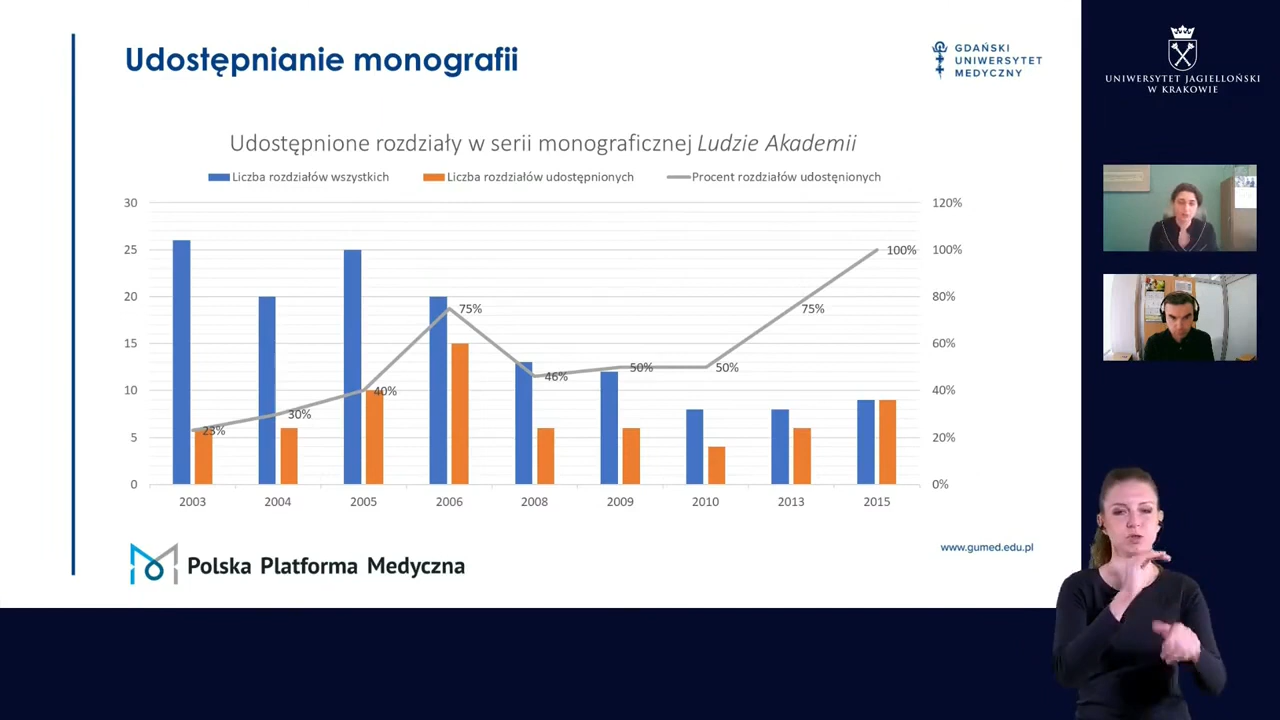 Udostępnianie monografii
GDAŃSKI
UNIWERSYTET
MEDYCZNY
UNIWERSYTET JAGIELLOŃSKI
W KRAKOWIE
Udostępnione rozdziały w serii monograficznej Ludzie Akademii
Liczba rozdziałów wszystkich Liczba rozdziałów udostępnionych Procent rozdziałów udostęnionych
30 120%
25 100% 100%
20 80%
75% 75%
15 60%
46% 50% 50%
10 40% 40%
30%
23%
5 20%
0 0%
2003 2004 2005 2006 2008 2009 2010 2013 2015
www.gumed.edu.pl
Polska Platforma Medyczna